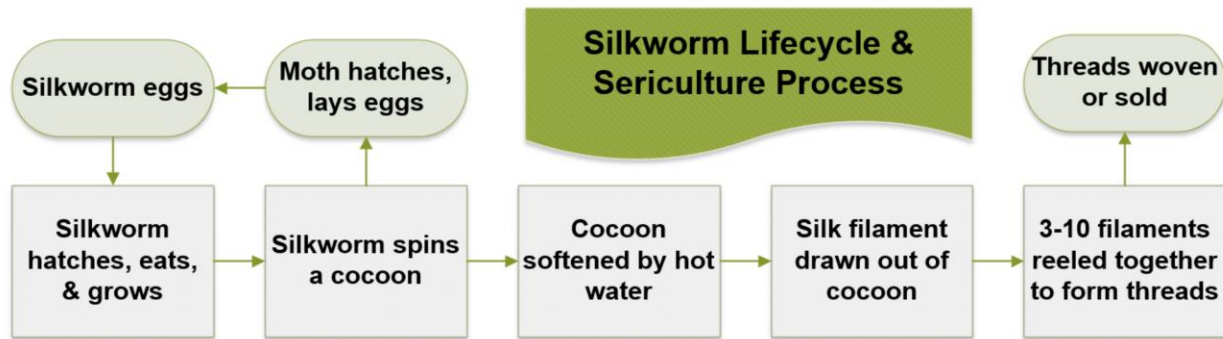 Silkworm Lifecycle &
Sericulture Process
Silkworm eggs
Moth hatches,
lays eggs
Threads woven
or sold
Silkworm
hatches, eats,
& grows
Silkworm spins
a cocoon
Cocoon
softened by hot
water
Silk filament
drawn out of
cocoon
3-10 filaments
reeled together
to form threads